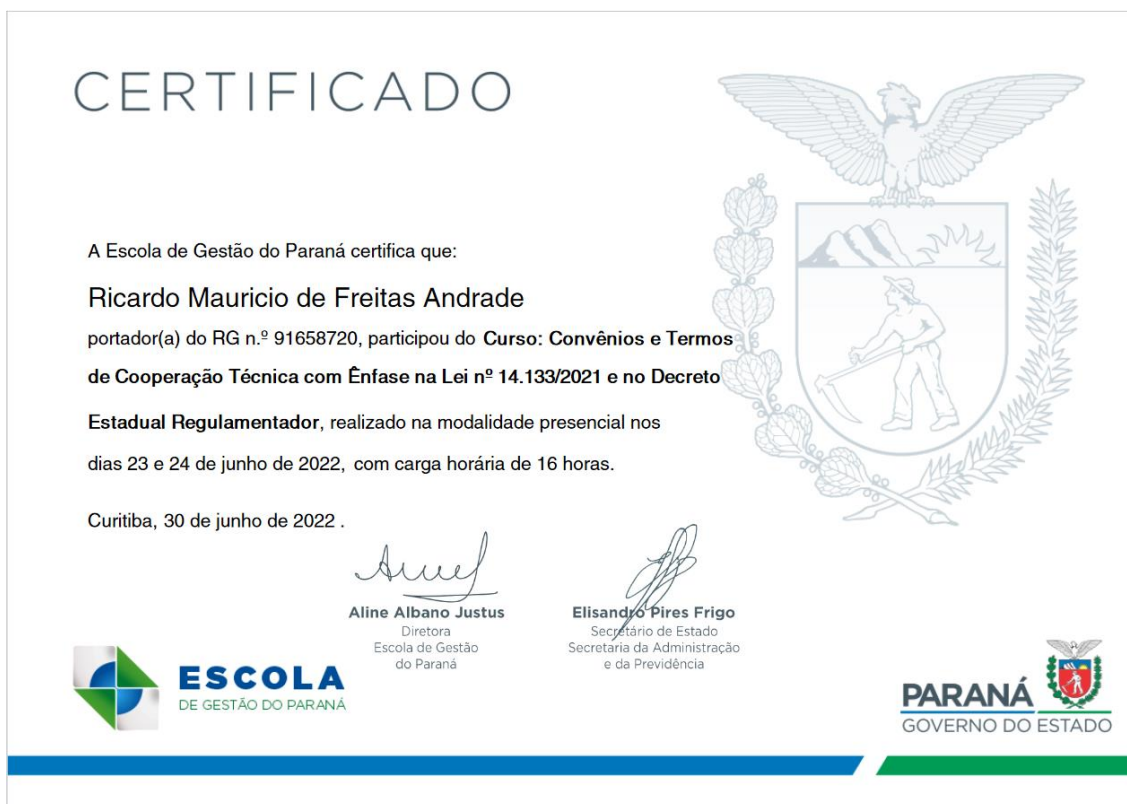 CERTIFICADO
A Escola de Gestão do Paraná certifica que:
Ricardo Mauricio de Freitas Andrade
portador(a) do RG n.º 91658720, participou do Curso: Convênios e Termos
de Cooperação Técnica com Ênfase na Lei nº 14.133/2021 e no Decreto
Estadual Regulamentador, realizado na modalidade presencial nos
dias 23 e 24 de junho de 2022, com carga horária de 16 horas.
Curitiba, 30 de junho de 2022 .
Aline Albano Justus
Diretora
Escola de Gestão
do Paraná
Elisandro Pires Frigo
Secretário de Estado
Secretaria da Administração
e da Previdência
ESCOLA
DE GESTÃO DO PARANÁ
PARANÁ
GOVERNO DO ESTADO